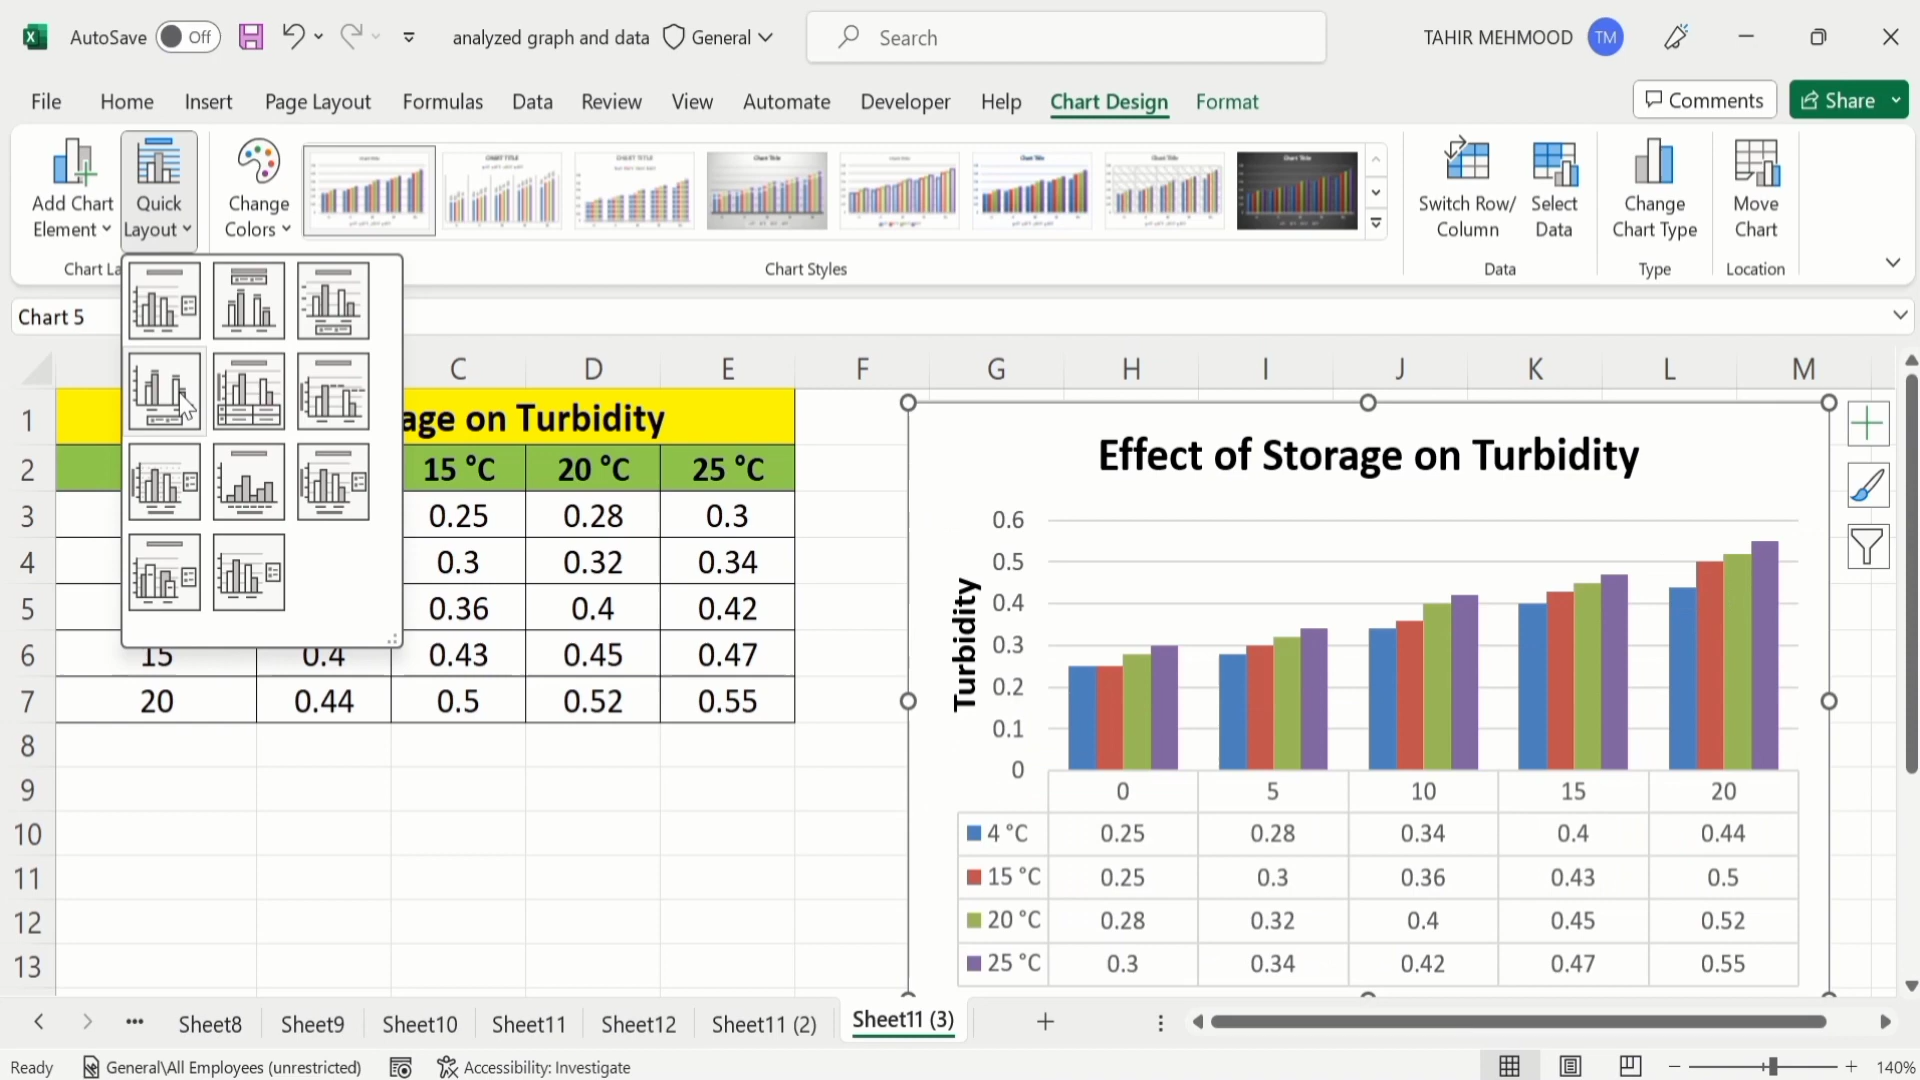 AutoSave Off analyzed graph and data General Search TAHIR MEHMOOD TM
File Home Insert Page Layout Formulas Data Review View Automate Developer Help Chart Design Format Comments Share
Add Chart Element
Quick Layout
Change Colors
Switch Row/ Column
Select Data
Change Chart Type
Move Chart
Chart La Chart Styles Data Type Location
Chart 5
C D E F G H I J K L M
1 age on Turbidity
2 15 °C 20 °C 25 °C
3 0.25 0.28 0.3
4 0.3 0.32 0.34
5 0.36 0.4 0.42
6 15 0.4 0.43 0.45 0.47
7 20 0.44 0.5 0.52 0.55
8
9
10
11
12
13
Effect of Storage on Turbidity
Turbidity
0.6
0.5
0.4
0.3
0.2
0.1
0
0 5 10 15 20
4 °C 0.25 0.28 0.34 0.4 0.44
15 °C 0.25 0.3 0.36 0.43 0.5
20 °C 0.28 0.32 0.4 0.45 0.52
25 °C 0.3 0.34 0.42 0.47 0.55
Sheet8 Sheet9 Sheet10 Sheet11 Sheet12 Sheet11 (2) Sheet11 (3)
Ready General\All Employees (unrestricted) Accessibility: Investigate 140%